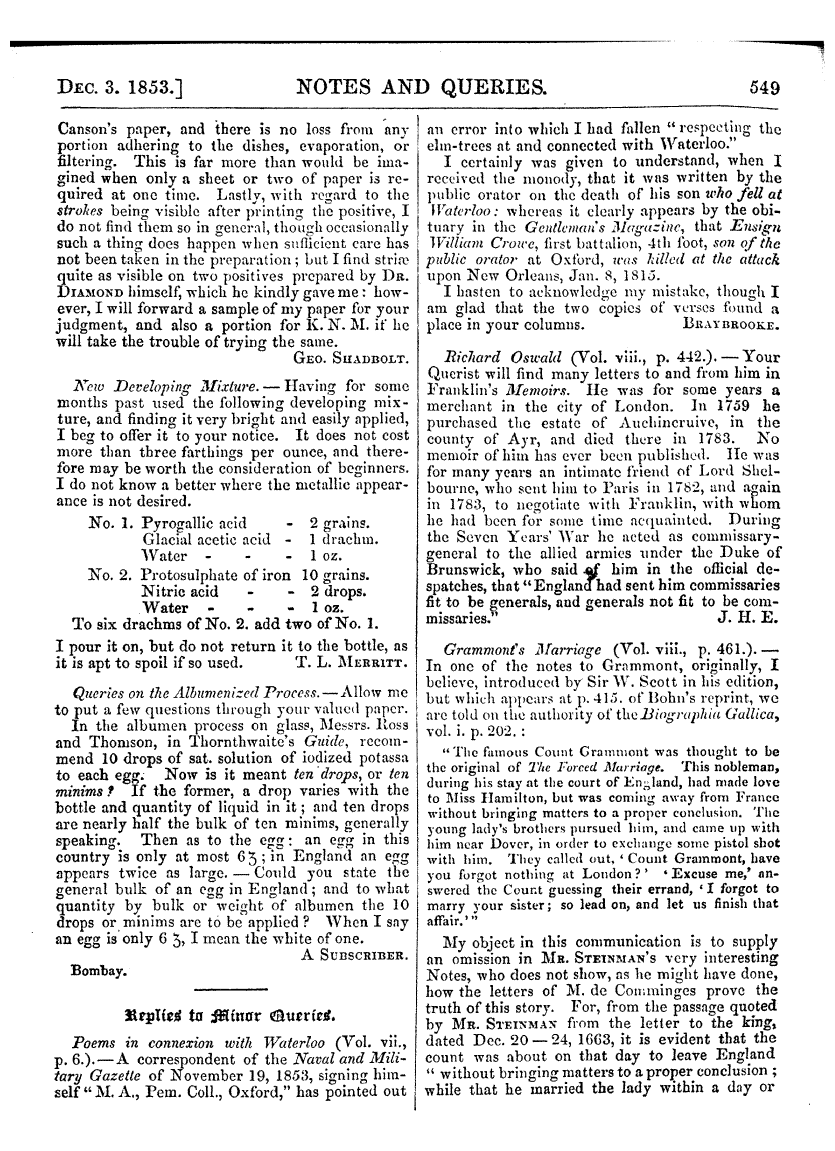 DEC. 3. 1853.] NOTES AND QUERIES. 549
Canson's paper, and there is no loss from any
portion adhering to the dishes, evaporation, or
filtering. This is far more than would be ima-
gined when only a sheet or two of paper is re-
quired at one time. Lastly, with regard to the
strokes being visible after printing the positive, I
do not find them so in general, though occasionally
such a thing does happen when sufficient care has
not been taken in the preparation; but I find striæ
quite as visible on two positives prepared by DR.
DIAMOND himself, which he kindly gave me: how-
ever, I will forward a sample of my paper for your
judgment, and also a portion for K. N. M. if he
will take the trouble of trying the same.
GEO. SHADBOLT.
New Developing Mixture. — Having for some
months past used the following developing mix-
ture, and finding it very bright and easily applied,
I beg to offer it to your notice. It does not cost
more than three farthings per ounce, and there-
fore may be worth the consideration of beginners.
I do not know a better where the metallic appear-
ance is not desired.
No. 1. Pyrogallic acid - 2 grains.
Glacial acetic acid - 1 drachm.
Water - - - 1 oz.
No. 2. Protosulphate of iron 10 grains.
Nitric acid - - 2 drops.
Water - - - 1 oz.
To six drachms of No. 2. add two of No. 1.
I pour it on, but do not return it to the bottle, as
it is apt to spoil if so used. T. L. MERRITT.
Queries on the Albumenized Process. — Allow me
to put a few questions through your valued paper.
In the albumen process on glass, Messrs. Ross
and Thomson, in Thornthwaite's Guide, recom-
mend 10 drops of sat. solution of iodized potassa
to each egg. Now is it meant ten drops, or ten
minims? If the former, a drop varies with the
bottle and quantity of liquid in it; and ten drops
are nearly half the bulk of ten minims, generally
speaking. Then as to the egg: an egg in this
country is only at most 6 ʒ; in England an egg
appears twice as large. — Could you state the
general bulk of an egg in England; and to what
quantity by bulk or weight of albumen the 10
drops or minims are to be applied? When I say
an egg is only 6 ʒ, I mean the white of one.
A SUBSCRIBER.
Bombay.
Replies to Minor Queries.
Poems in connexion with Waterloo (Vol. vii.,
p. 6.). — A correspondent of the Naval and Mili-
tary Gazette of November 19, 1853, signing him-
self "M. A., Pem. Coll., Oxford," has pointed out
an error into which I had fallen "respecting the
elm-trees at and connected with Waterloo."
I certainly was given to understand, when I
received the monody, that it was written by the
public orator on the death of his son who fell at
Waterloo: whereas it clearly appears by the obi-
tuary in the Gentleman's Magazine, that Ensign
William Crowe, first battalion, 4th foot, son of the
public orator at Oxford, was killed at the attack
upon New Orleans, Jan. 8, 1815.
I hasten to acknowledge my mistake, though I
am glad that the two copies of verses found a
place in your columns. BRAYBROOKE.
Richard Oswald (Vol. viii., p. 442.). — Your
Querist will find many letters to and from him in
Franklin's Memoirs. He was for some years a
merchant in the city of London. In 1759 he
purchased the estate of Auchincruive, in the
county of Ayr, and died there in 1783. No
memoir of him has ever been published. He was
for many years an intimate friend of Lord Shel-
bourne, who sent him to Paris in 1782, and again
in 1783, to negotiate with Franklin, with whom
he had been for some time acquainted. During
the Seven Years' War he acted as commissary-
general to the allied armies under the Duke of
Brunswick, who said of him in the official de-
spatches, that "England had sent him commissaries
fit to be generals, and generals not fit to be com-
missaries." J. H. E.
Grammont's Marriage (Vol. viii., p. 461.). —
In one of the notes to Grammont, originally, I
believe, introduced by Sir W. Scott in his edition,
but which appears at p. 415. of Bohn's reprint, we
are told on the authority of the Biographia Gallica,
vol. i. p. 202.:
"The famous Count Grammont was thought to be
the original of The Forced Marriage. This nobleman,
during his stay at the court of England, had made love
to Miss Hamilton, but was coming away from France
without bringing matters to a proper conclusion. The
young lady's brothers pursued him, and came up with
him near Dover, in order to exchange some pistol shot
with him. They called out, 'Count Grammont, have
you forgot nothing at London?' 'Excuse me,' an-
swered the Count guessing their errand, 'I forgot to
marry your sister; so lead on, and let us finish that
affair.'"
My object in this communication is to supply
an omission in MR. STEINMAN'S very interesting
Notes, who does not show, as he might have done,
how the letters of M. de Comminges prove the
truth of this story. For, from the passage quoted
by MR. STEINMAN from the letter to the king,
dated Dec. 20 — 24, 1663, it is evident that the
count was about on that day to leave England
"without bringing matters to a proper conclusion;
while that he married the lady within a day or